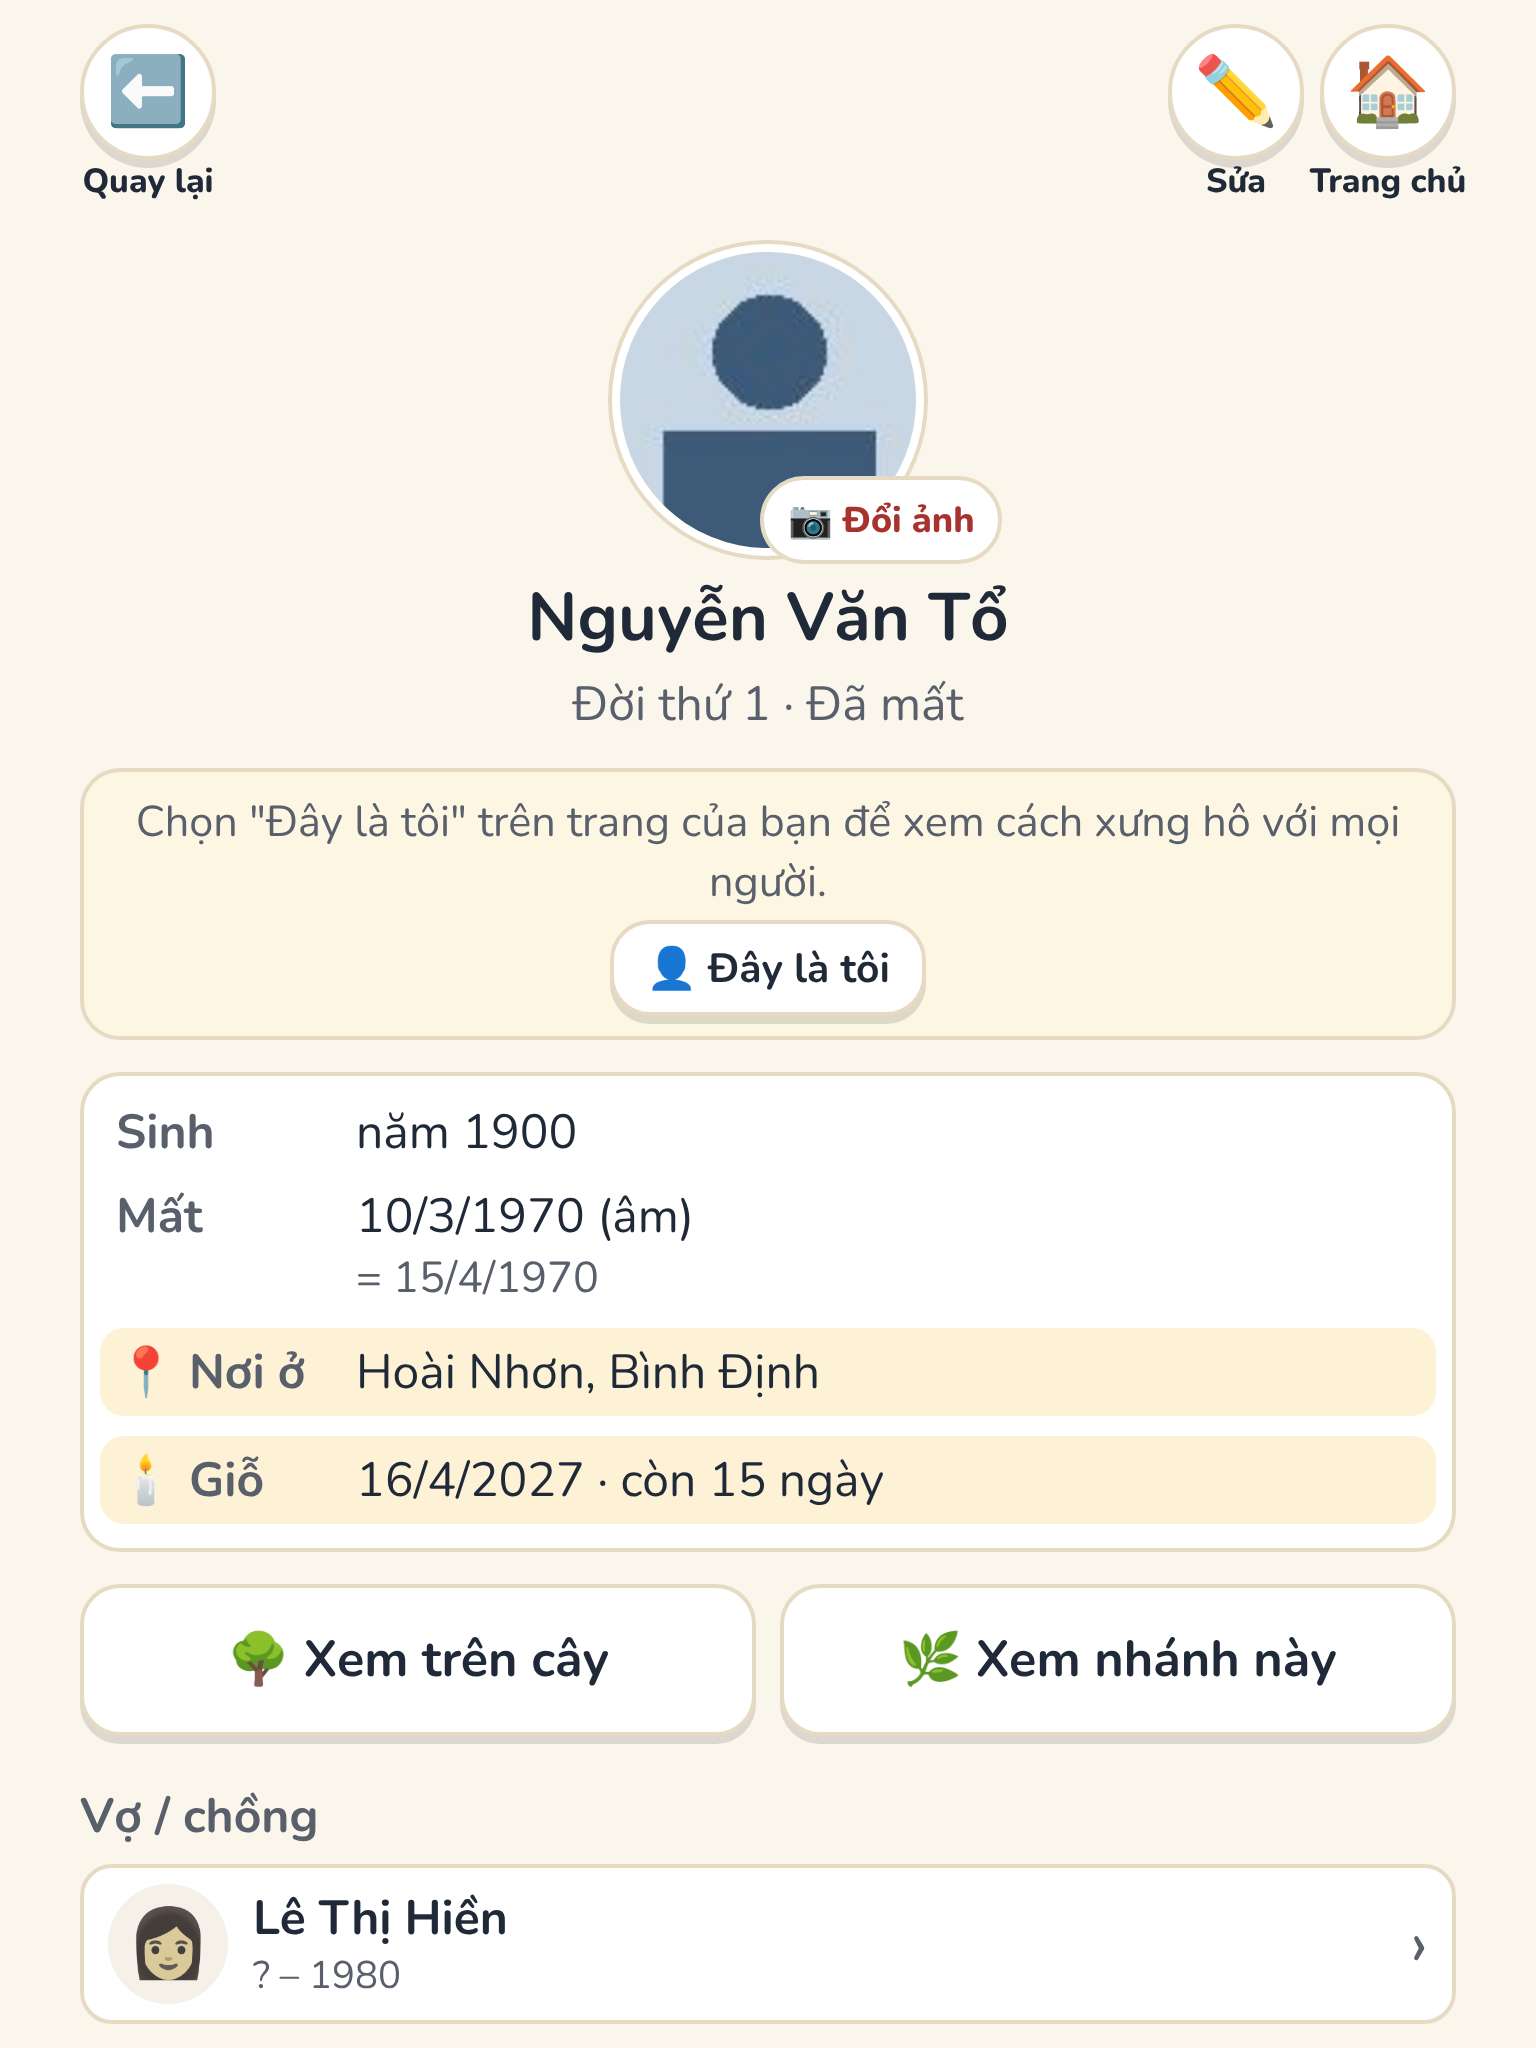 Quay lại
Sửa
Trang chủ
Đổi ảnh
Nguyễn Văn Tổ
Đời thứ 1 · Đã mất
Chọn "Đây là tôi" trên trang của bạn để xem cách xưng hô với mọi
người.
Đây là tôi
Sinh năm 1900
Mất 10/3/1970 (âm)
= 15/4/1970
Nơi ở Hoài Nhơn, Bình Định
Giỗ 16/4/2027 · còn 15 ngày
Xem trên cây
Xem nhánh này
Vợ / chồng
Lê Thị Hiền
? – 1980